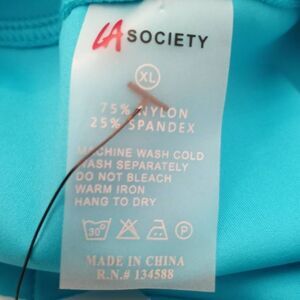 LA SOCIETY
XL
75% NYLON
25% SPANDEX
MACHINE WASH COLD
WASH SEPARATELY
DO NOT BLEACH
WARM IRON
HANG TO DRY
30° P
MADE IN CHINA
R.N.# 134588